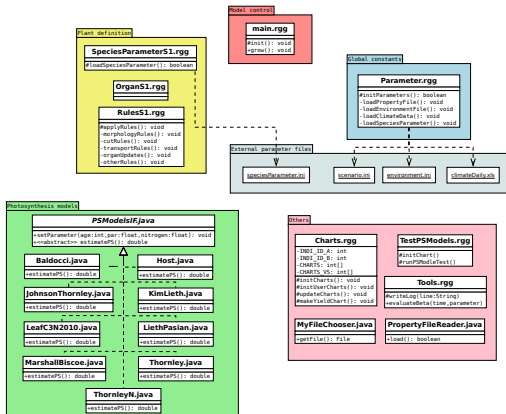 Model control
main.rgg
#init(): void
+grow(): void
Plant definition
SpeciesParameterS1.rgg
#loadSpeciesParameter(): boolean
OrganS1.rgg
RulesS1.rgg
#applyRules: viod
-morphologyRules: void
-cutRules: void
-transportRules: void
-organUpdates: void
-otherRules: void
Global constants
Parameter.rgg
#initParameters(): boolean
-loadPropertyFile(): void
-loadEnvironmentFile(): void
-loadClimateData(): void
-loadSpeciesParameter(): void
External parameter files
speciesParameter.ini
scenario.ini
environment.ini
climateDaily.xls
Photosynthesis models
PSModelsIF.java
+setParameter(age:int,par:float,nitrogen:float): void
+<<abstract>> estimatePS(): double
Baldocci.java
+estimatePS(): double
Host.java
+estimatePS(): double
JohnsonThornley.java
+estimatePS(): double
KimLieth.java
+estimatePS(): double
LeafC3N2010.java
+estimatePS(): double
LiethPasian.java
+estimatePS(): double
MarshallBiscoe.java
+estimatePS(): double
Thornley.java
+estimatePS(): double
ThornleyN.java
+estimatePS(): double
Others
Charts.rgg
-INDI_ID_A: int
-INDI_ID_B: int
-CHARTS: int[]
-CHARTS_VS: int[]
#initCharts(): void
#initUserCharts(): void
#updateCharts(): void
#makeYieldChart(): void
TestPSModels.rgg
#initChart()
#runPSModleTest()
Tools.rgg
#writeLog(line:String)
+evaluateBeta(time,parameter)
MyFileChooser.java
+getFile(): File
PropertyFileReader.java
+load(): boolean